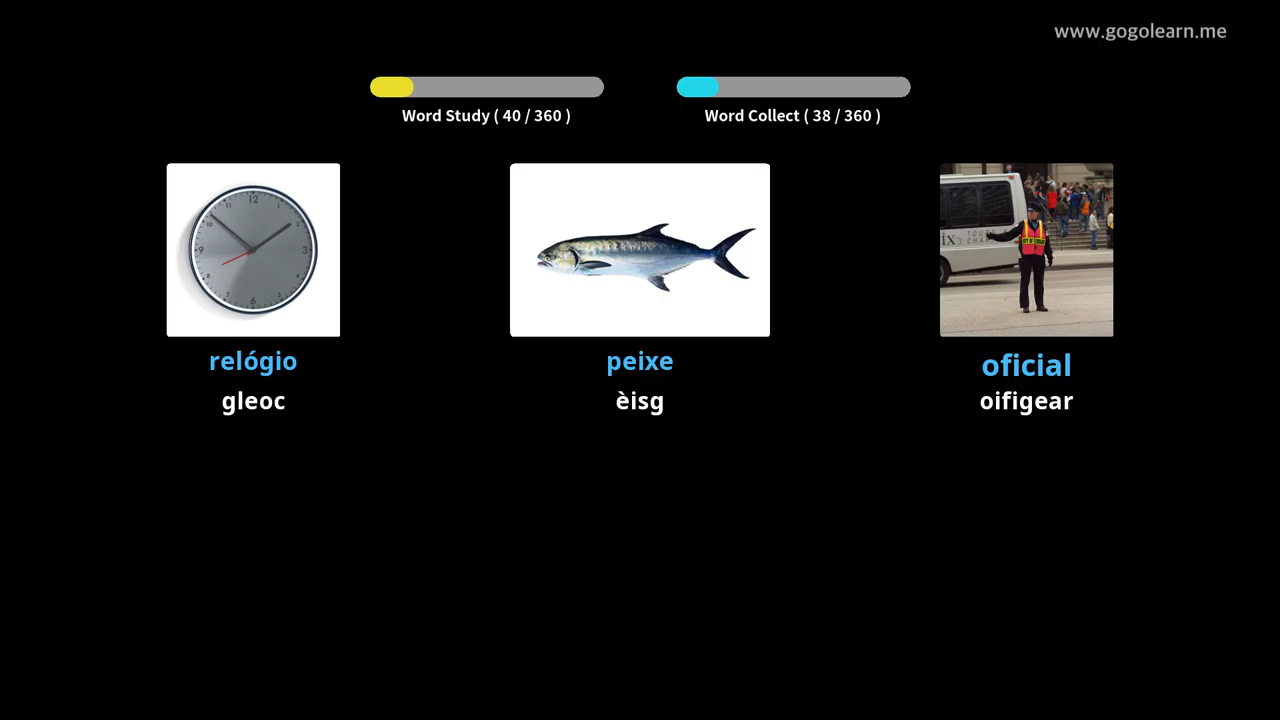 www.gogolearn.me
Word Study ( 40 / 360 )
Word Collect ( 38 / 360 )
relógio
gleoc
peixe
èisg
oficial
oifigear